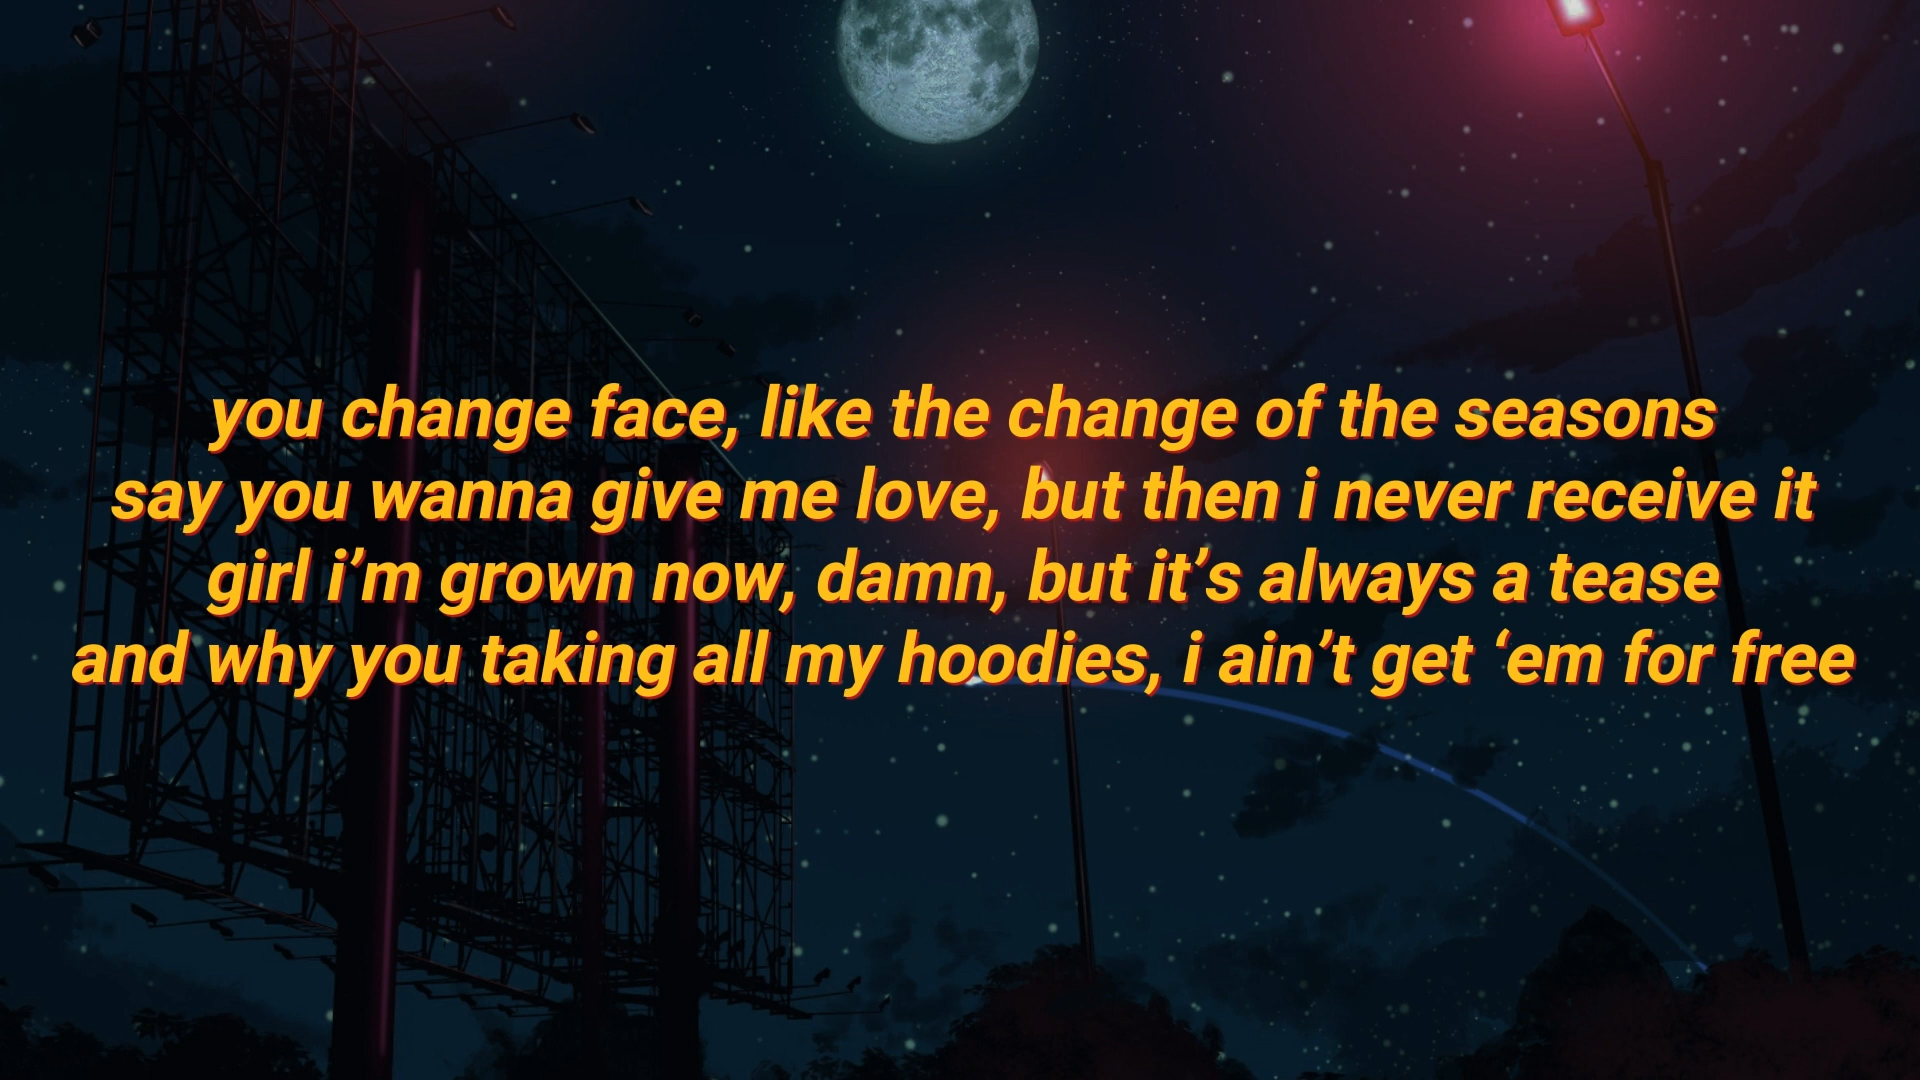 you change face, like the change of the seasons
say you wanna give me love, but then i never receive it
girl i’m grown now, damn, but it’s always a tease
and why you taking all my hoodies, i ain’t get ‘em for free